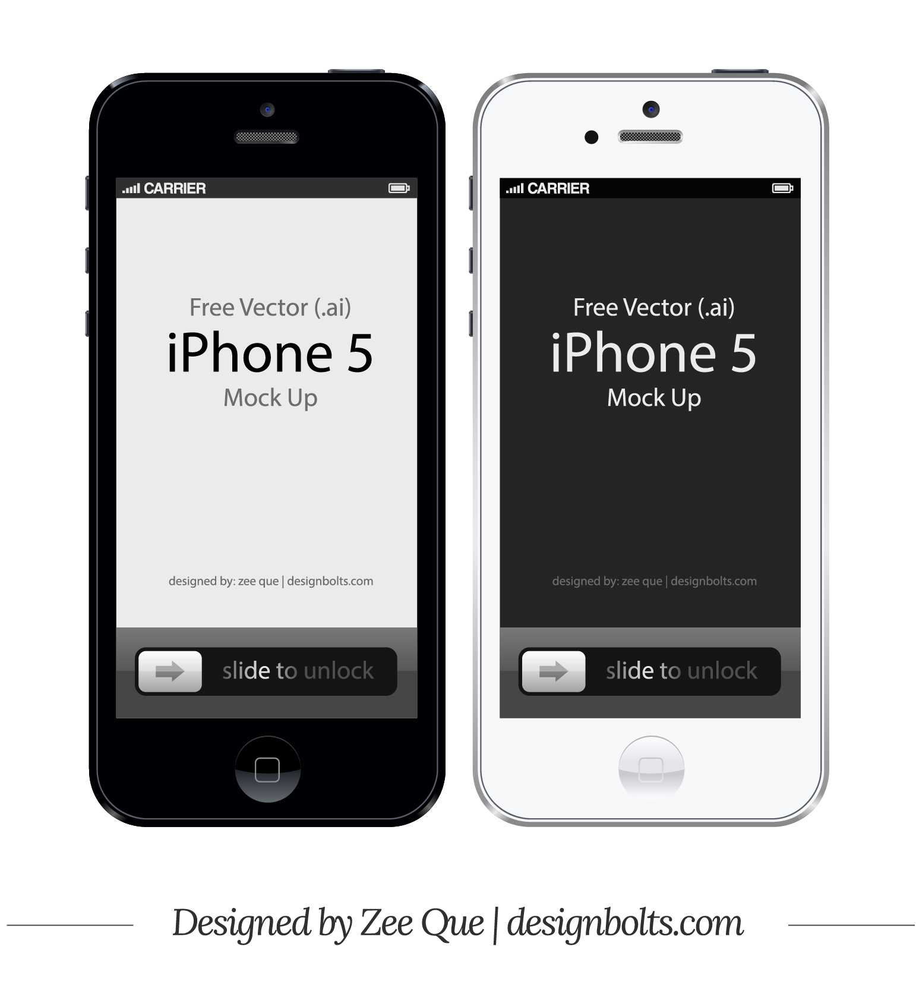 CARRIER
Free Vector (.ai)
iPhone 5
Mock Up
designed by: zee que | designbolts.com
slide to unlock
CARRIER
Free Vector (.ai)
iPhone 5
Mock Up
designed by: zee que | designbolts.com
slide to unlock
Designed by Zee Que | designbolts.com